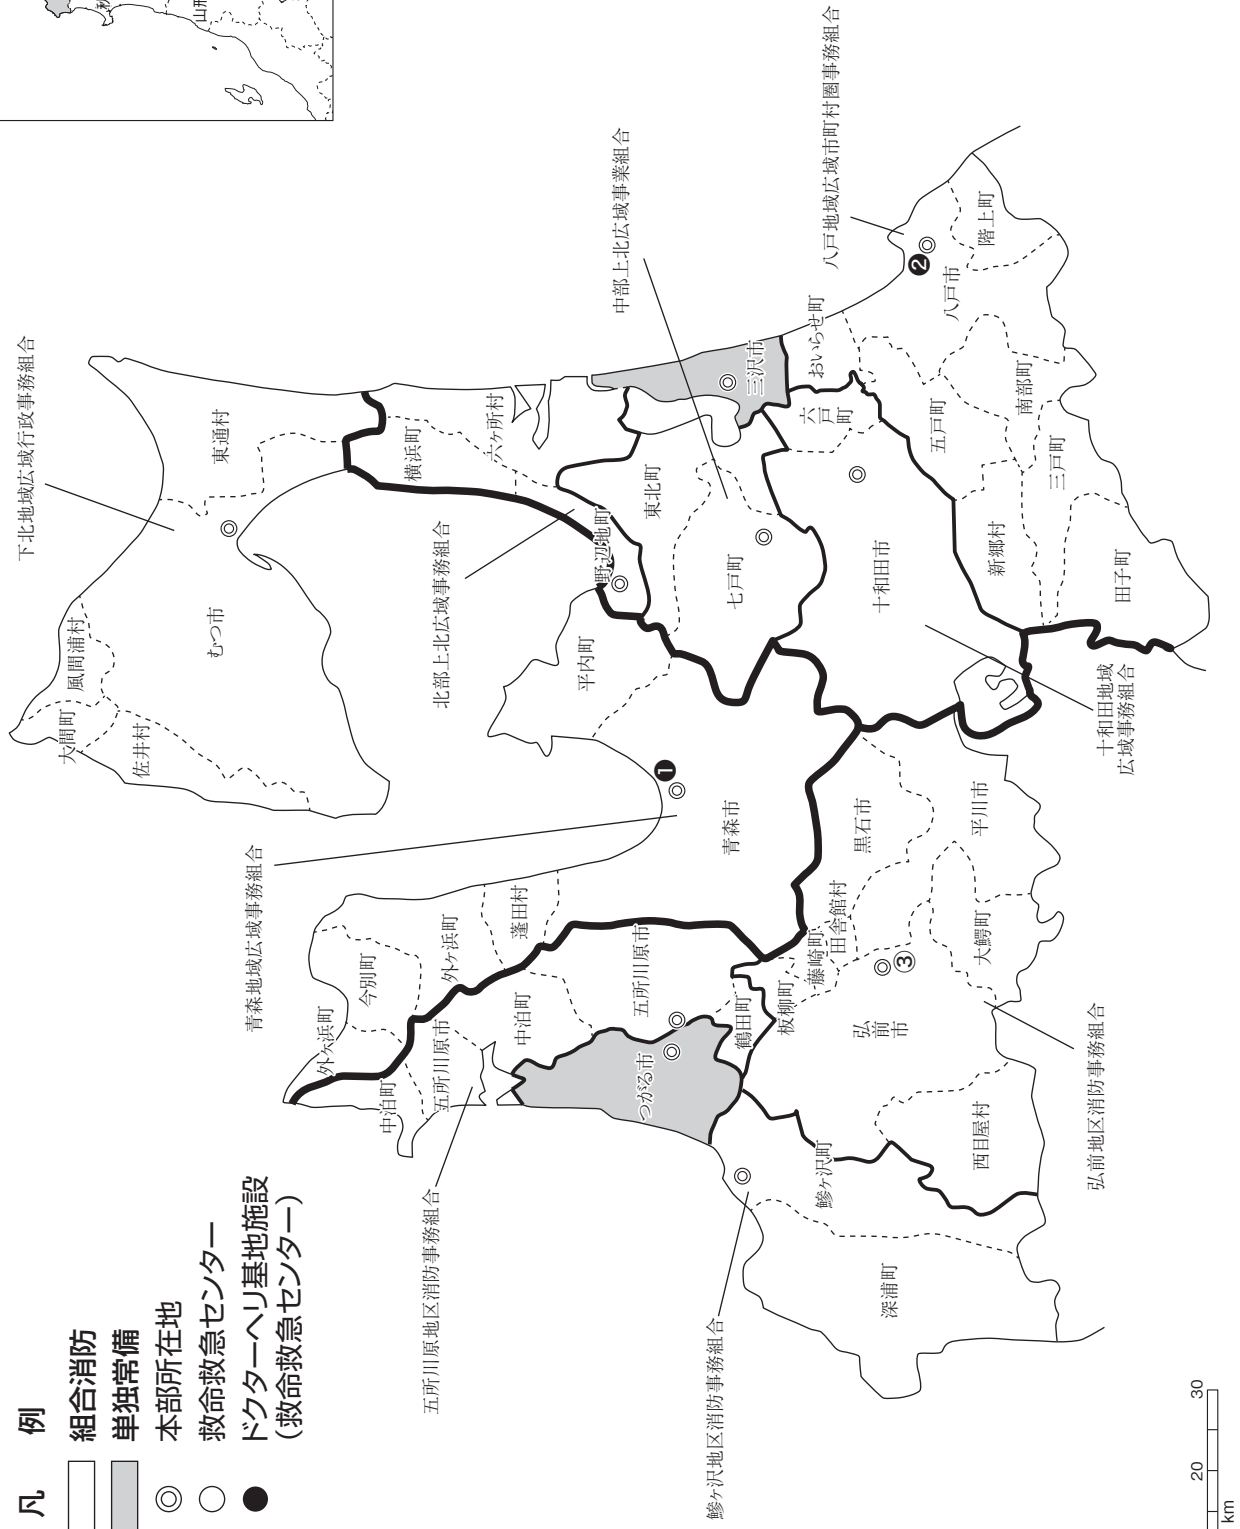 凡　例
組合消防
単独常備
本部所在地
救命救急センター
ドクターヘリ基地施設
(救命救急センター)
下北地域広域行政事務組合
大間町
風間浦村
佐井村
むつ市
東通村
横浜町
六ヶ所村
北部上北広域事務組合
野辺地町
平内町
中部上北広域事業組合
東北町
七戸町
三沢市
おいらせ町
六戸町
十和田市
十和田地域
広域事務組合
八戸地域広域市町村圏事務組合
八戸市
階上町
五戸町
南部町
三戸町
新郷村
田子町
青森地域広域事務組合
青森市
外ヶ浜町
今別町
外ヶ浜町
蓬田村
中泊町
五所川原市
中泊町
五所川原市
五所川原地区消防事務組合
つがる市
鶴田町
板柳町
藤崎町
田舎館村
黒石市
平川市
大鰐町
弘前市
西目屋村
弘前地区消防事務組合
鰺ヶ沢町
深浦町
鰺ヶ沢地区消防事務組合
1
2
3
山形
20
30
km